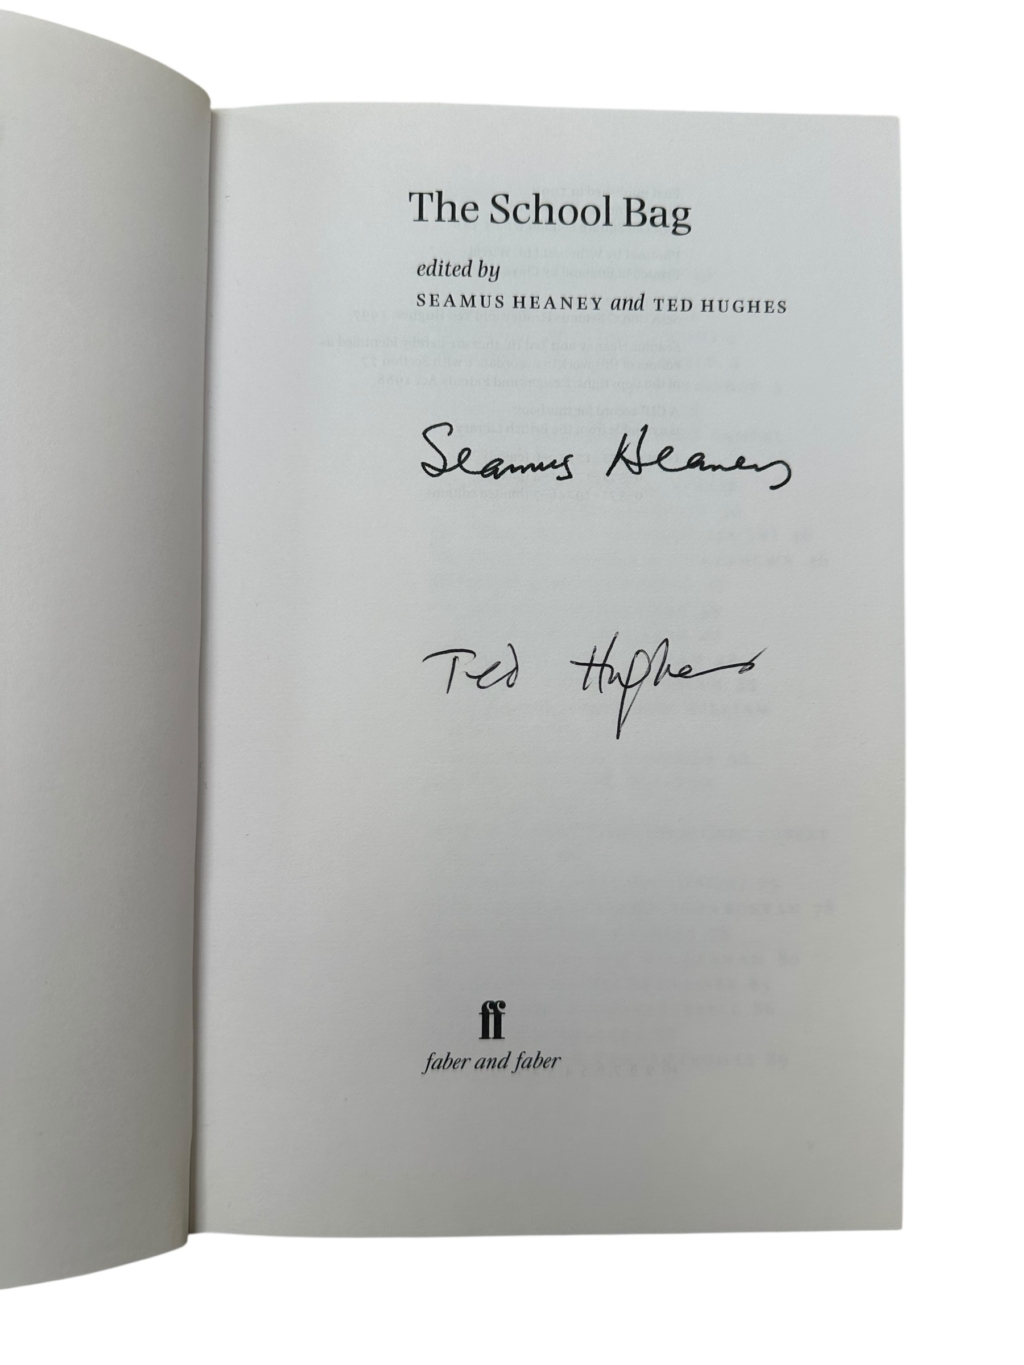 The School Bag
edited by
SEAMUS HEANEY and TED HUGHES
Seamus Heaney
Ted Hughes
ff
faber and faber